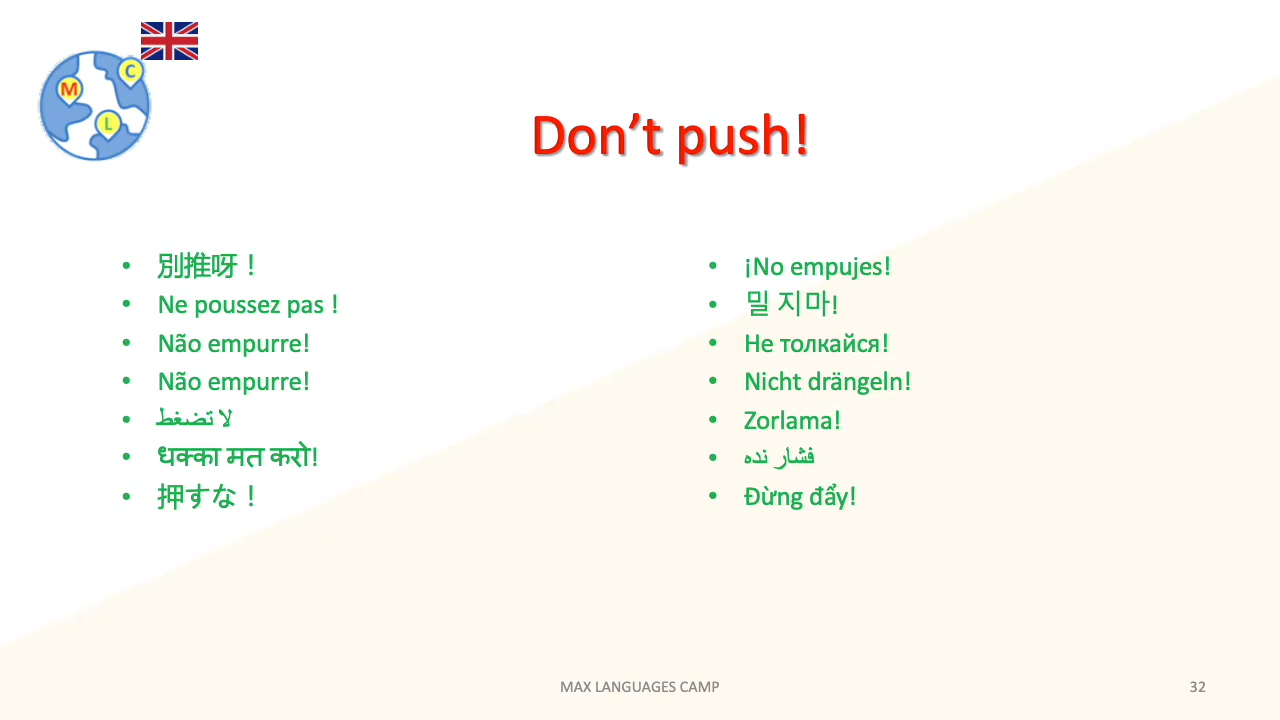 M
C
L
Don’t push!
• 別推呀！
• Ne poussez pas !
• Não empurre!
• Não empurre!
• لا تضغط
• धक्का मत करो!
• 押すな！
• ¡No empujes!
• 밀 지마!
• Не толкайся!
• Nicht drängeln!
• Zorlama!
• فشار نده
• Đừng đẩy!
MAX LANGUAGES CAMP
32